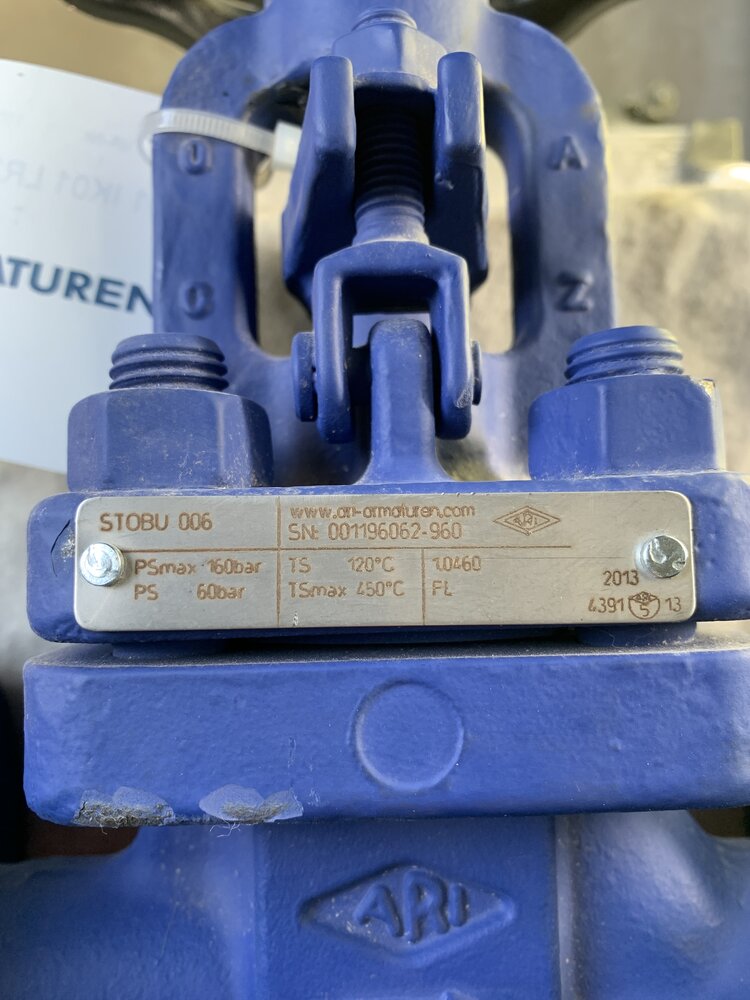 O A
C Z
ATUREN
STOBU 006
www.ari-armaturen.com
SN: 001196062-960
ARI
PSmax 160bar
PS 60bar
TS 120°C
TSmax 450°C
1.0460
FL
2013
4391 S 13
ARI